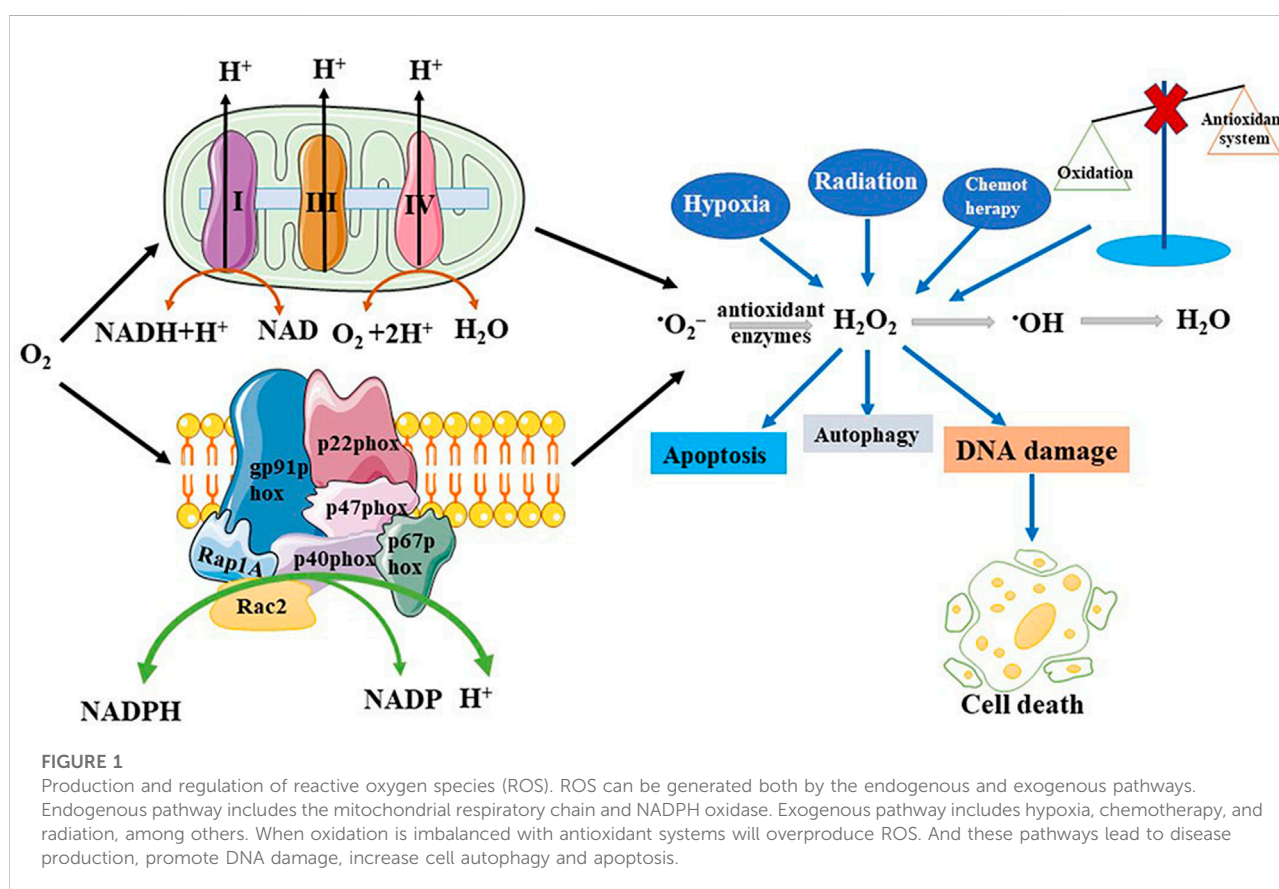 H⁺ H⁺ H⁺
I III IV
NADH+H⁺ NAD O₂ +2H⁺ H₂O
O₂
gp91p
hox
p22phox
p47phox
p67p
hox
p40phox
Rap1A
Rac2
NADPH NADP H⁺
Hypoxia
Radiation
Chemot
herapy
Oxidation
Antioxidant
system
·O₂⁻
antioxidant
enzymes
H₂O₂
·OH
H₂O
Apoptosis
Autophagy
DNA damage
Cell death
FIGURE 1
Production and regulation of reactive oxygen species (ROS). ROS can be generated both by the endogenous and exogenous pathways.
Endogenous pathway includes the mitochondrial respiratory chain and NADPH oxidase. Exogenous pathway includes hypoxia, chemotherapy, and
radiation, among others. When oxidation is imbalanced with antioxidant systems will overproduce ROS. And these pathways lead to disease
production, promote DNA damage, increase cell autophagy and apoptosis.